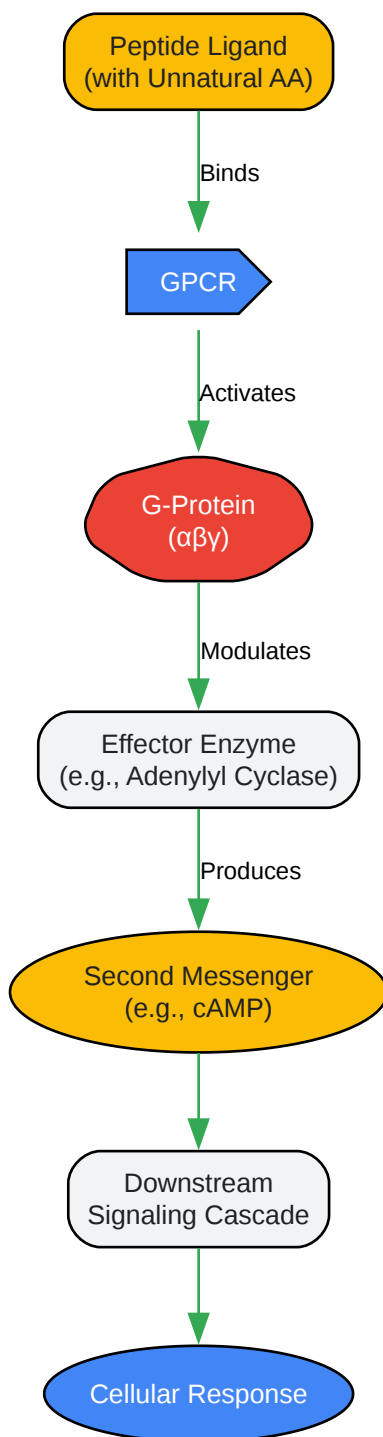 Peptide Ligand
(with Unnatural AA)
Binds
GPCR
Activates
G-Protein
(αβγ)
Modulates
Effector Enzyme
(e.g., Adenylyl Cyclase)
Produces
Second Messenger
(e.g., cAMP)
Downstream
Signaling Cascade
Cellular Response